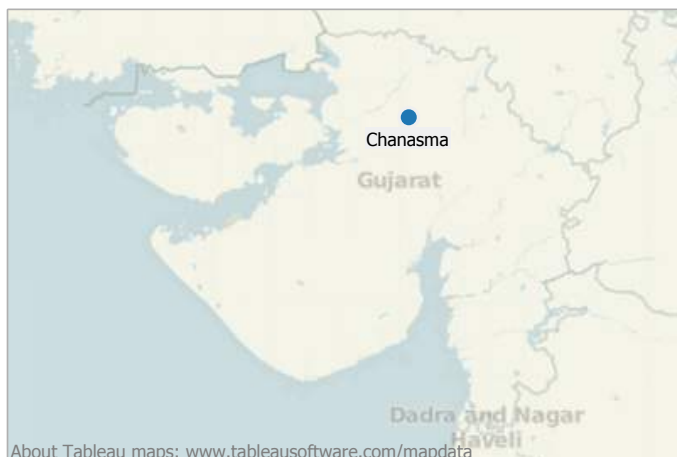 Chanasma
Gujarat
Dadra and Nagar
Haveli
About Tableau maps: www.tableausoftware.com/mapdata